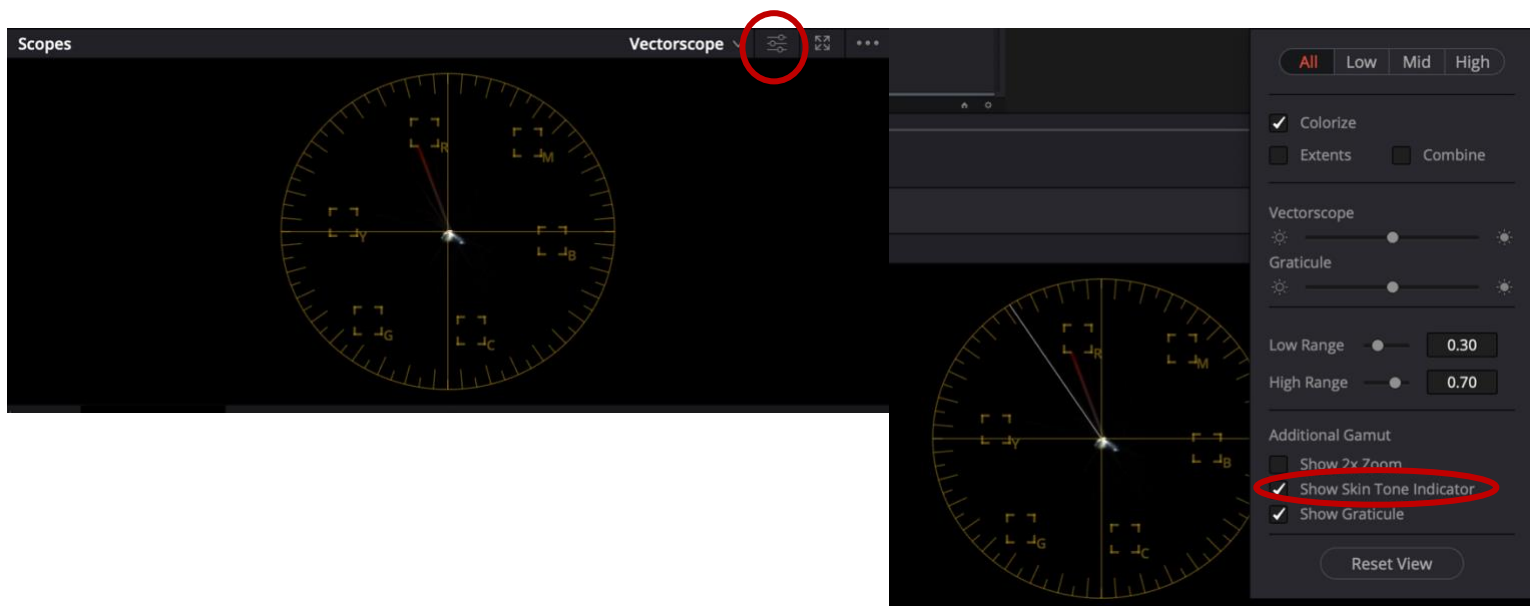 Scopes
Vectorscope
R
M
Y
B
G
C
All Low Mid High
Colorize
Extents Combine
Vectorscope
Graticule
Low Range 0.30
High Range 0.70
Additional Gamut
Show 2x Zoom
Show Skin Tone Indicator
Show Graticule
Reset View
R
M
Y
B
G
C